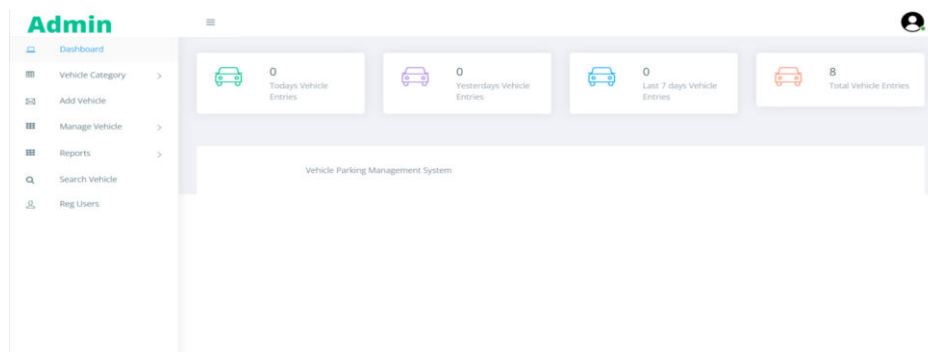 Admin
Dashboard
Vehicle Category
Add Vehicle
Manage Vehicle
Reports
Search Vehicle
Reg Users
0
Todays Vehicle
Entries
0
Yesterdays Vehicle
Entries
0
Last 7 days Vehicle
Entries
8
Total Vehicle Entries
Vehicle Parking Management System